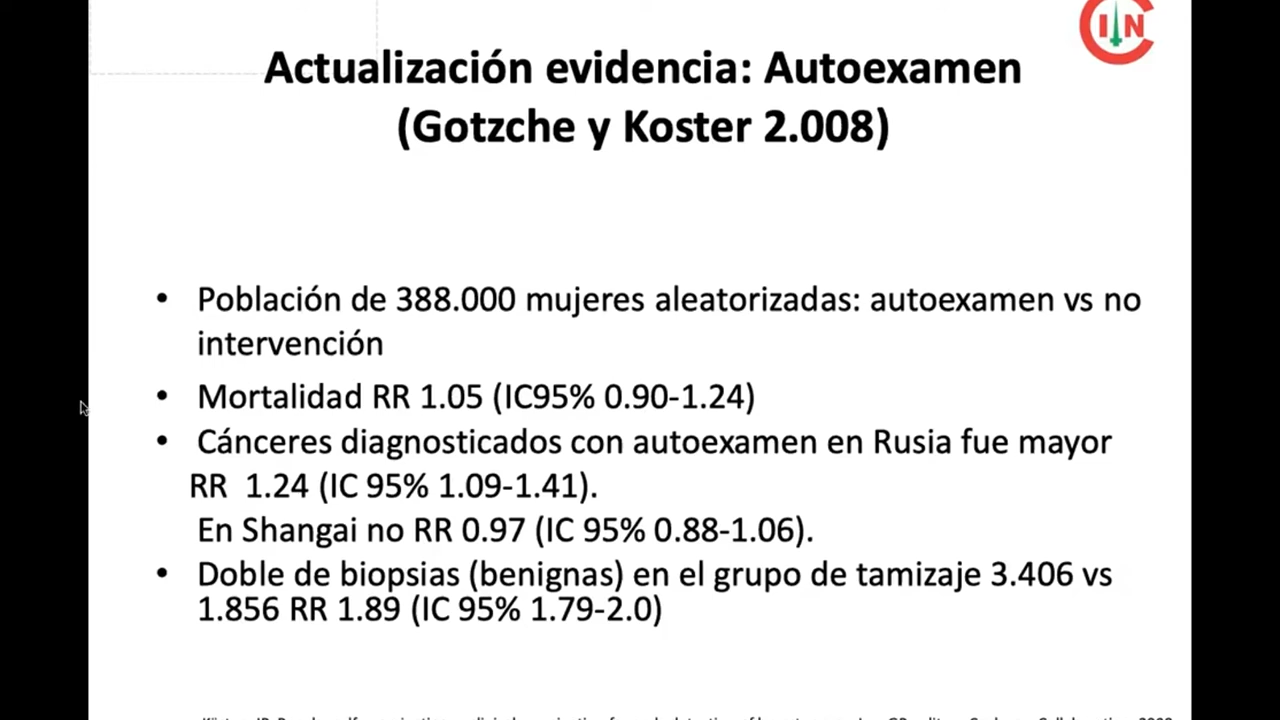 Actualización evidencia: Autoexamen
(Gotzche y Koster 2.008)
CIN
• Población de 388.000 mujeres aleatorizadas: autoexamen vs no
intervención
• Mortalidad RR 1.05 (IC95% 0.90-1.24)
• Cánceres diagnosticados con autoexamen en Rusia fue mayor
RR 1.24 (IC 95% 1.09-1.41).
En Shangai no RR 0.97 (IC 95% 0.88-1.06).
• Doble de biopsias (benignas) en el grupo de tamizaje 3.406 vs
1.856 RR 1.89 (IC 95% 1.79-2.0)